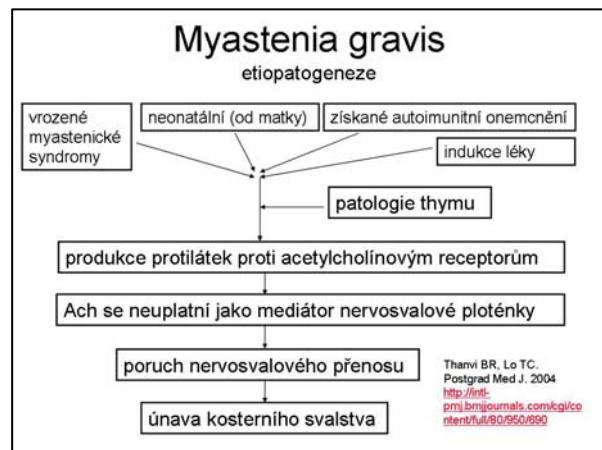 Myastenia gravis
etiopatogeneze
vrozené
myastenické
syndromy
neonatální (od matky)
získané autoimunitní onemcnění
indukce léky
patologie thymu
produkce protilátek proti acetylcholínovým receptorům
Ach se neuplatní jako mediátor nervosvalové ploténky
poruch nervosvalového přenosu
únava kosterního svalstva
Thanvi BR, Lo TC.
Postgrad Med J. 2004
http://intl-
pmj.bmjjournals.com/cgi/co
ntent/full/80/950/690